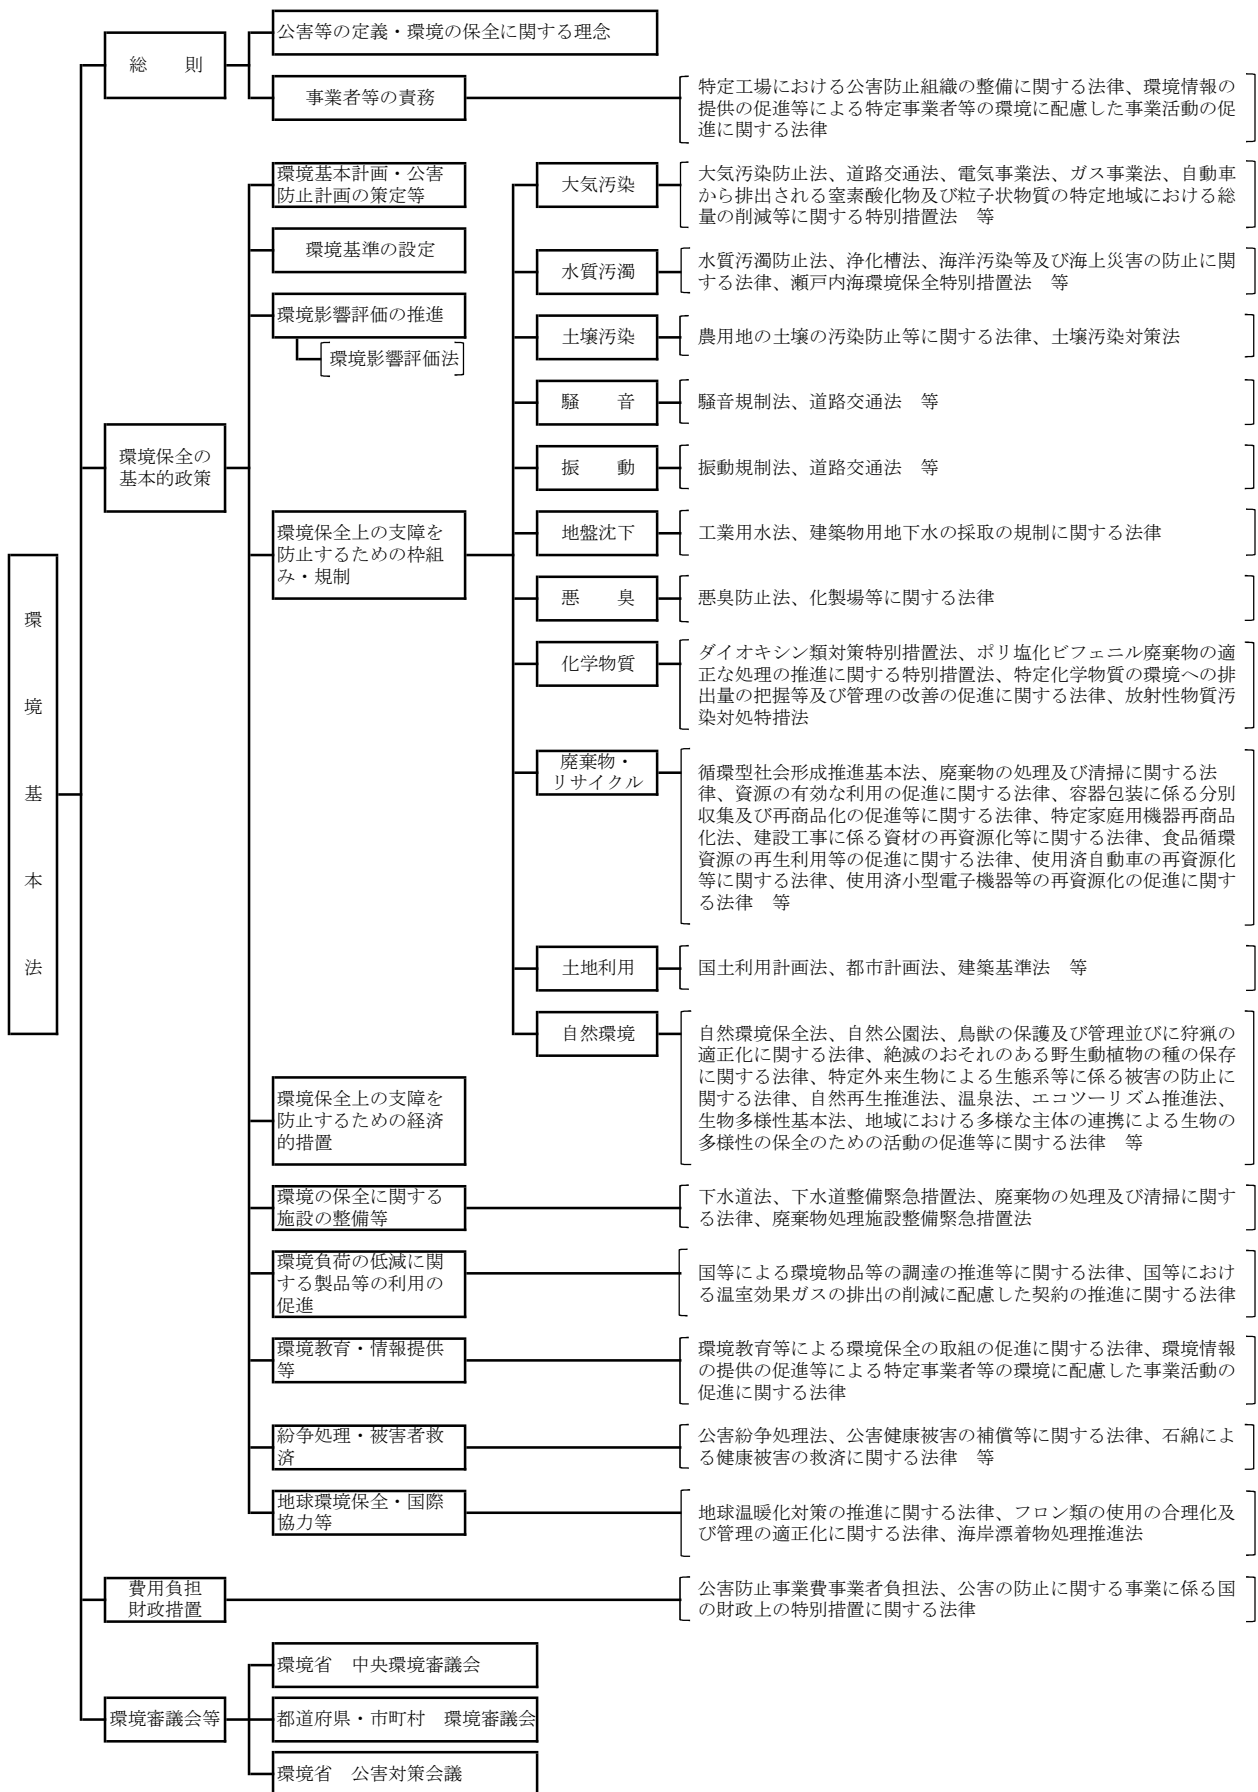 環境基本法
総　則
公害等の定義・環境の保全に関する理念
事業者等の責務
特定工場における公害防止組織の整備に関する法律、環境情報の
提供の促進等による特定事業者等の環境に配慮した事業活動の促
進に関する法律
環境保全の
基本的政策
環境基本計画・公害
防止計画の策定等
環境基準の設定
環境影響評価の推進
環境影響評価法
環境保全上の支障を
防止するための枠組
み・規制
大気汚染
大気汚染防止法、道路交通法、電気事業法、ガス事業法、自動車
から排出される窒素酸化物及び粒子状物質の特定地域における総
量の削減等に関する特別措置法　等
水質汚濁
水質汚濁防止法、浄化槽法、海洋汚染等及び海上災害の防止に関
する法律、瀬戸内海環境保全特別措置法　等
土壌汚染
農用地の土壌の汚染防止等に関する法律、土壌汚染対策法
騒　音
騒音規制法、道路交通法　等
振　動
振動規制法、道路交通法　等
地盤沈下
工業用水法、建築物用地下水の採取の規制に関する法律
悪　臭
悪臭防止法、化製場等に関する法律
化学物質
ダイオキシン類対策特別措置法、ポリ塩化ビフェニル廃棄物の適
正な処理の推進に関する特別措置法、特定化学物質の環境への排
出量の把握等及び管理の改善の促進に関する法律、放射性物質汚
染対処特措法
廃棄物・
リサイクル
循環型社会形成推進基本法、廃棄物の処理及び清掃に関する法
律、資源の有効な利用の促進に関する法律、容器包装に係る分別
収集及び再商品化の促進等に関する法律、特定家庭用機器再商品
化法、建設工事に係る資材の再資源化等に関する法律、食品循環
資源の再生利用等の促進に関する法律、使用済自動車の再資源化
等に関する法律、使用済小型電子機器等の再資源化の促進に関す
る法律　等
土地利用
国土利用計画法、都市計画法、建築基準法　等
自然環境
自然環境保全法、自然公園法、鳥獣の保護及び管理並びに狩猟の
適正化に関する法律、絶滅のおそれのある野生動植物の種の保存
に関する法律、特定外来生物による生態系等に係る被害の防止に
関する法律、自然再生推進法、温泉法、エコツーリズム推進法、
生物多様性基本法、地域における多様な主体の連携による生物の
多様性の保全のための活動の促進等に関する法律　等
環境保全上の支障を
防止するための経済
的措置
環境の保全に関する
施設の整備等
下水道法、下水道整備緊急措置法、廃棄物の処理及び清掃に関す
る法律、廃棄物処理施設整備緊急措置法
環境負荷の低減に関
する製品等の利用の
促進
国等による環境物品等の調達の推進等に関する法律、国等におけ
る温室効果ガスの排出の削減に配慮した契約の推進に関する法律
環境教育・情報提供
等
環境教育等による環境保全の取組の促進に関する法律、環境情報
の提供の促進等による特定事業者等の環境に配慮した事業活動の
促進に関する法律
紛争処理・被害者救
済
公害紛争処理法、公害健康被害の補償等に関する法律、石綿によ
る健康被害の救済に関する法律　等
地球環境保全・国際
協力等
地球温暖化対策の推進に関する法律、フロン類の使用の合理化及
び管理の適正化に関する法律、海岸漂着物処理推進法
費用負担
財政措置
公害防止事業費事業者負担法、公害の防止に関する事業に係る国
の財政上の特別措置に関する法律
環境審議会等
環境省　中央環境審議会
都道府県・市町村　環境審議会
環境省　公害対策会議